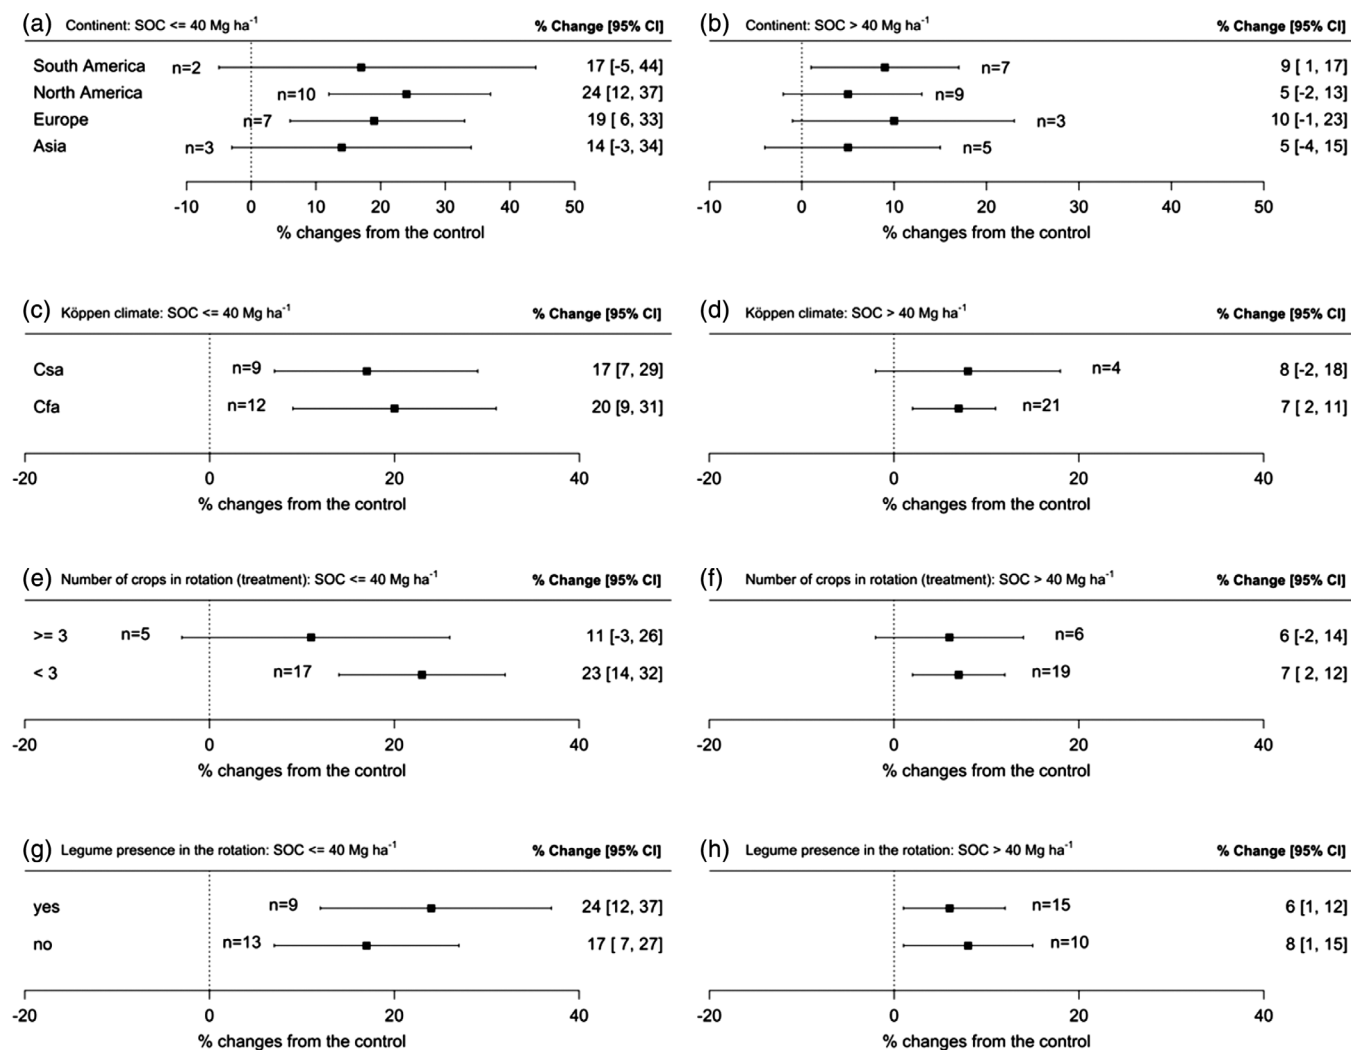 (a) Continent: SOC <= 40 Mg ha⁻¹ % Change [95% CI]
South America n=2 17 [-5, 44]
North America n=10 24 [12, 37]
Europe n=7 19 [ 6, 33]
Asia n=3 14 [-3, 34]
-10 0 10 20 30 40 50
% changes from the control
(b) Continent: SOC > 40 Mg ha⁻¹ % Change [95% CI]
n=7 9 [ 1, 17]
n=9 5 [-2, 13]
n=3 10 [-1, 23]
n=5 5 [-4, 15]
-10 0 10 20 30 40 50
% changes from the control
(c) Köppen climate: SOC <= 40 Mg ha⁻¹ % Change [95% CI]
Csa n=9 17 [7, 29]
Cfa n=12 20 [9, 31]
-20 0 20 40
% changes from the control
(d) Köppen climate: SOC > 40 Mg ha⁻¹ % Change [95% CI]
n=4 8 [-2, 18]
n=21 7 [ 2, 11]
-20 0 20 40
% changes from the control
(e) Number of crops in rotation (treatment): SOC <= 40 Mg ha⁻¹ % Change [95% CI]
>= 3 n=5 11 [-3, 26]
< 3 n=17 23 [14, 32]
-20 0 20 40
% changes from the control
(f) Number of crops in rotation (treatment): SOC > 40 Mg ha⁻¹ % Change [95% CI]
n=6 6 [-2, 14]
n=19 7 [ 2, 12]
-20 0 20 40
% changes from the control
(g) Legume presence in the rotation: SOC <= 40 Mg ha⁻¹ % Change [95% CI]
yes n=9 24 [12, 37]
no n=13 17 [ 7, 27]
-20 0 20 40
% changes from the control
(h) Legume presence in the rotation: SOC > 40 Mg ha⁻¹ % Change [95% CI]
n=15 6 [1, 12]
n=10 8 [1, 15]
-20 0 20 40
% changes from the control